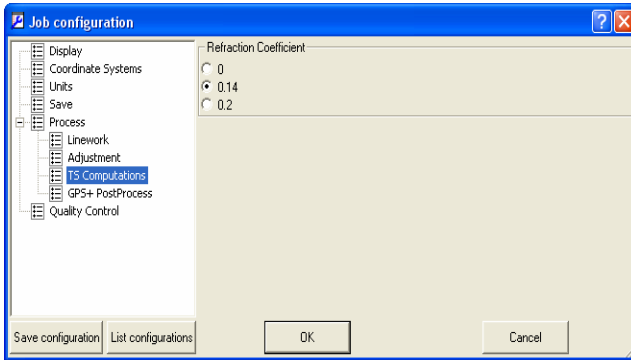 Job configuration
Display
Coordinate Systems
Units
Save
Process
Linework
Adjustment
TS Computations
GPS+ PostProcess
Quality Control
Refraction Coefficient
0
0.14
0.2
Save configuration
List configurations
OK
Cancel